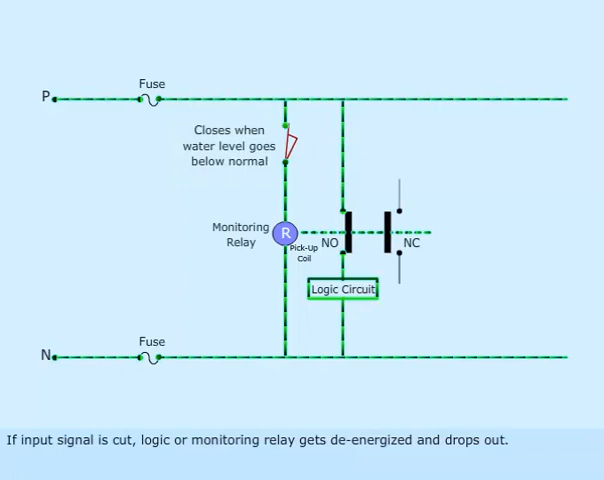 Fuse
P
Closes when
water level goes
below normal
Monitoring
Relay
R
Pick-Up
Coil
NO
NC
Logic Circuit
Fuse
N
If input signal is cut, logic or monitoring relay gets de-energized and drops out.